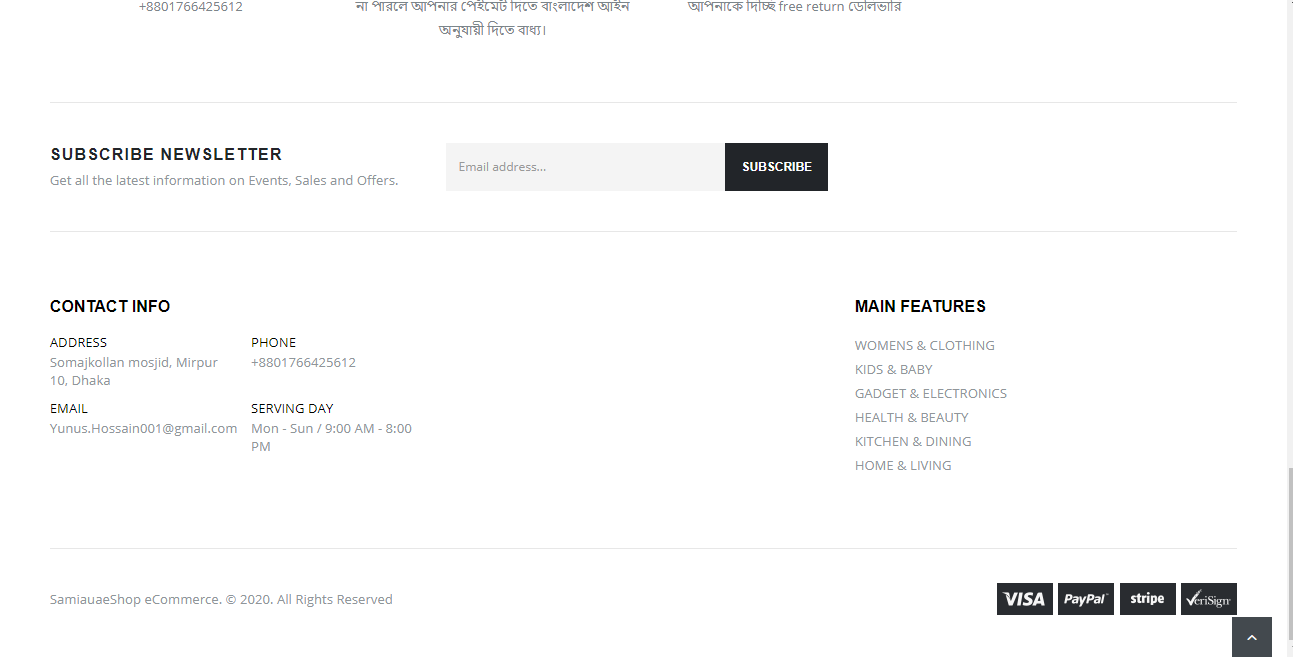 +8801766425612
না পারলে আপনার পেইমেন্ট দিতে বাংলাদেশ আইন
অনুযায়ী দিতে বাধ্য।
আপনাকে দিচ্ছি free return ডেলিভারি
SUBSCRIBE NEWSLETTER
Get all the latest information on Events, Sales and Offers.
Email address...
SUBSCRIBE
CONTACT INFO
ADDRESS
Somajkollan mosjid, Mirpur
10, Dhaka
PHONE
+8801766425612
EMAIL
Yunus.Hossain001@gmail.com
SERVING DAY
Mon - Sun / 9:00 AM - 8:00
PM
MAIN FEATURES
WOMENS & CLOTHING
KIDS & BABY
GADGET & ELECTRONICS
HEALTH & BEAUTY
KITCHEN & DINING
HOME & LIVING
SamiauaeShop eCommerce. © 2020. All Rights Reserved
VISA
PayPal
stripe
VeriSign